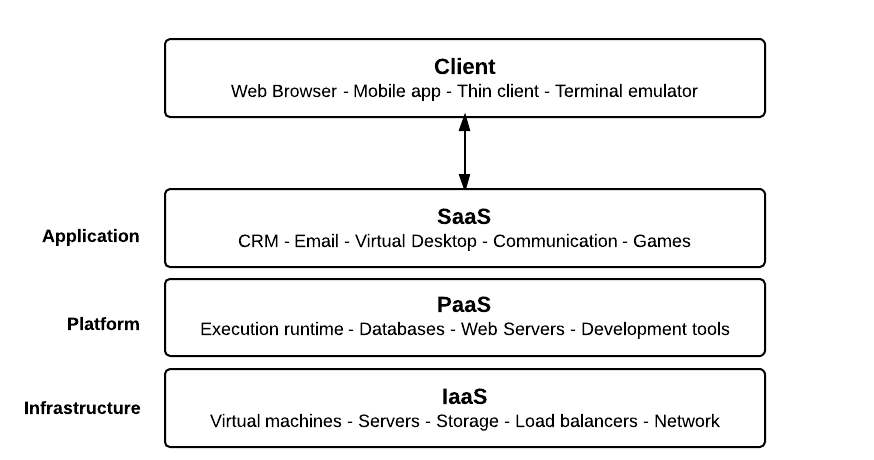 Client
Web Browser - Mobile app - Thin client - Terminal emulator
Application
SaaS
CRM - Email - Virtual Desktop - Communication - Games
Platform
PaaS
Execution runtime - Databases - Web Servers - Development tools
Infrastructure
IaaS
Virtual machines - Servers - Storage - Load balancers - Network